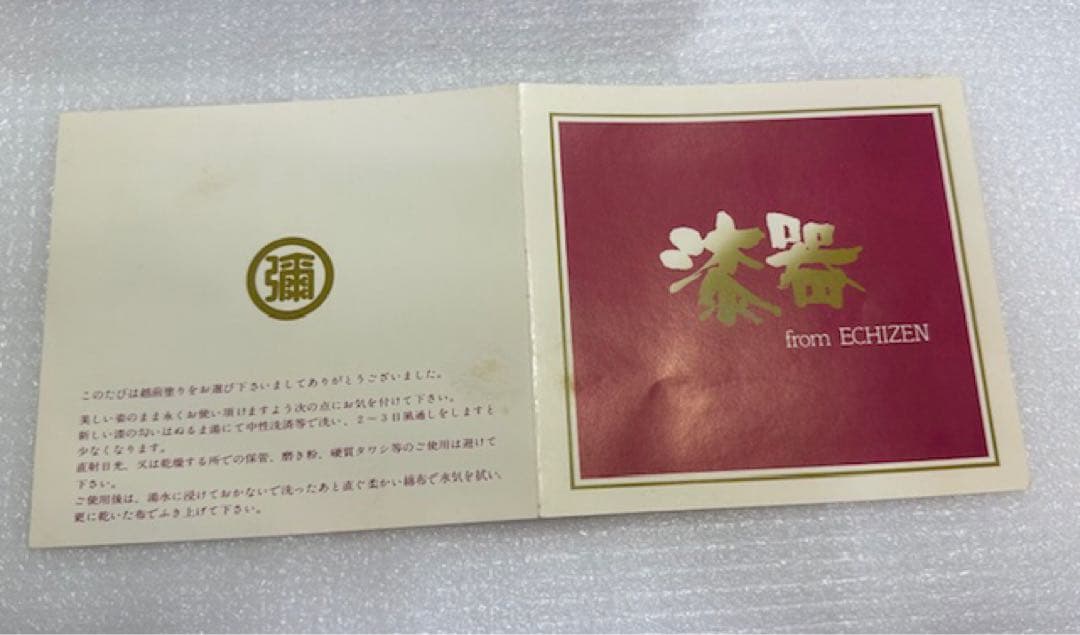 彌
このたびは越前塗りをお選び下さいましてありがとうございました。
美しい姿のまま永くお使い頂けますよう次の点にお気を付けて下さい。
新しい漆の匂いはぬるま湯にて中性洗済等で洗い、2〜3日風通しをしますと
少なくなります。
直射日光、又は乾燥する所での保管、磨き粉、硬質タワシ等のご使用は避けて
下さい。
ご使用後は、湯水に浸けておかないで洗ったあと直ぐ柔かい綿布で水気を拭い、
更に乾いた布でふき上げて下さい。
漆器
from ECHIZEN